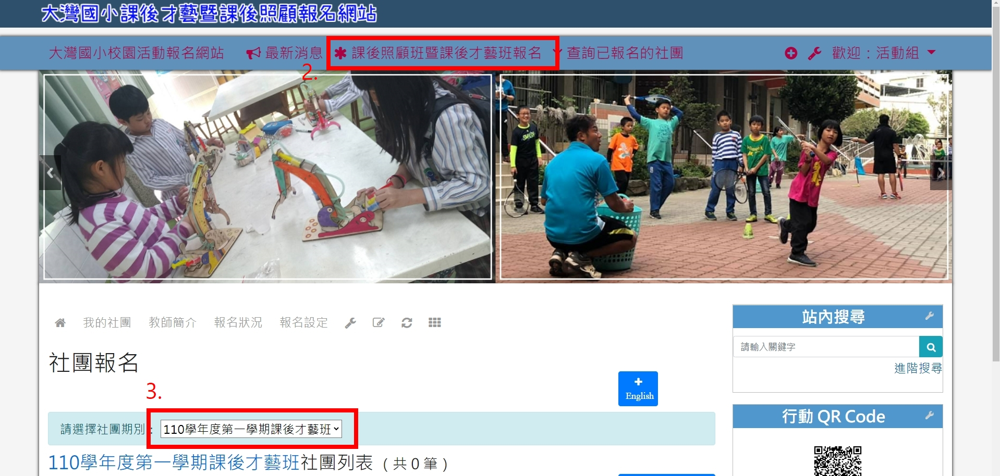 大灣國小課後才藝暨課後照顧報名網站
大灣國小校園活動報名網站 最新消息 課後照顧班暨課後才藝班報名 查詢已報名的社團 歡迎：活動組
2.
我的社團 教師簡介 報名狀況 報名設定
社團報名
English
3.
請選擇社團期別： 110學年度第一學期課後才藝班
110學年度第一學期課後才藝班社團列表（共 0 筆）
站內搜尋
請輸入關鍵字
進階搜尋
行動 QR Code